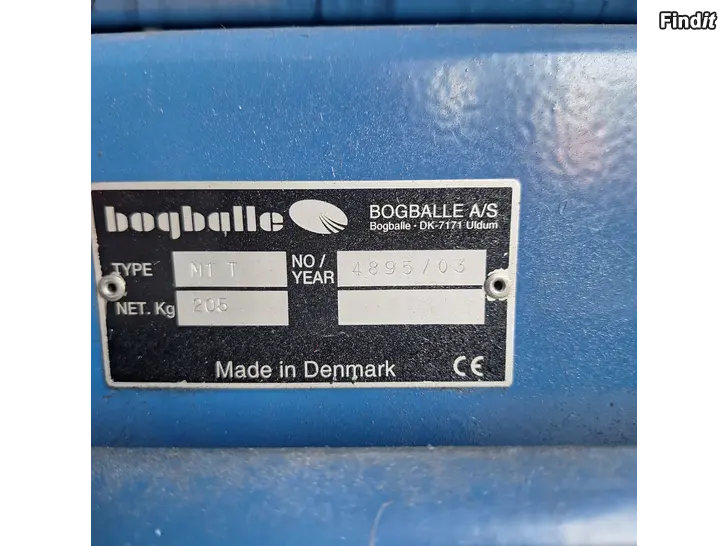 Findit
bogballe
BOGBALLE A/S
Bogballe · DK-7171 Uldum
TYPE MT T NO / YEAR 4895/03
NET. Kg 205
Made in Denmark CE